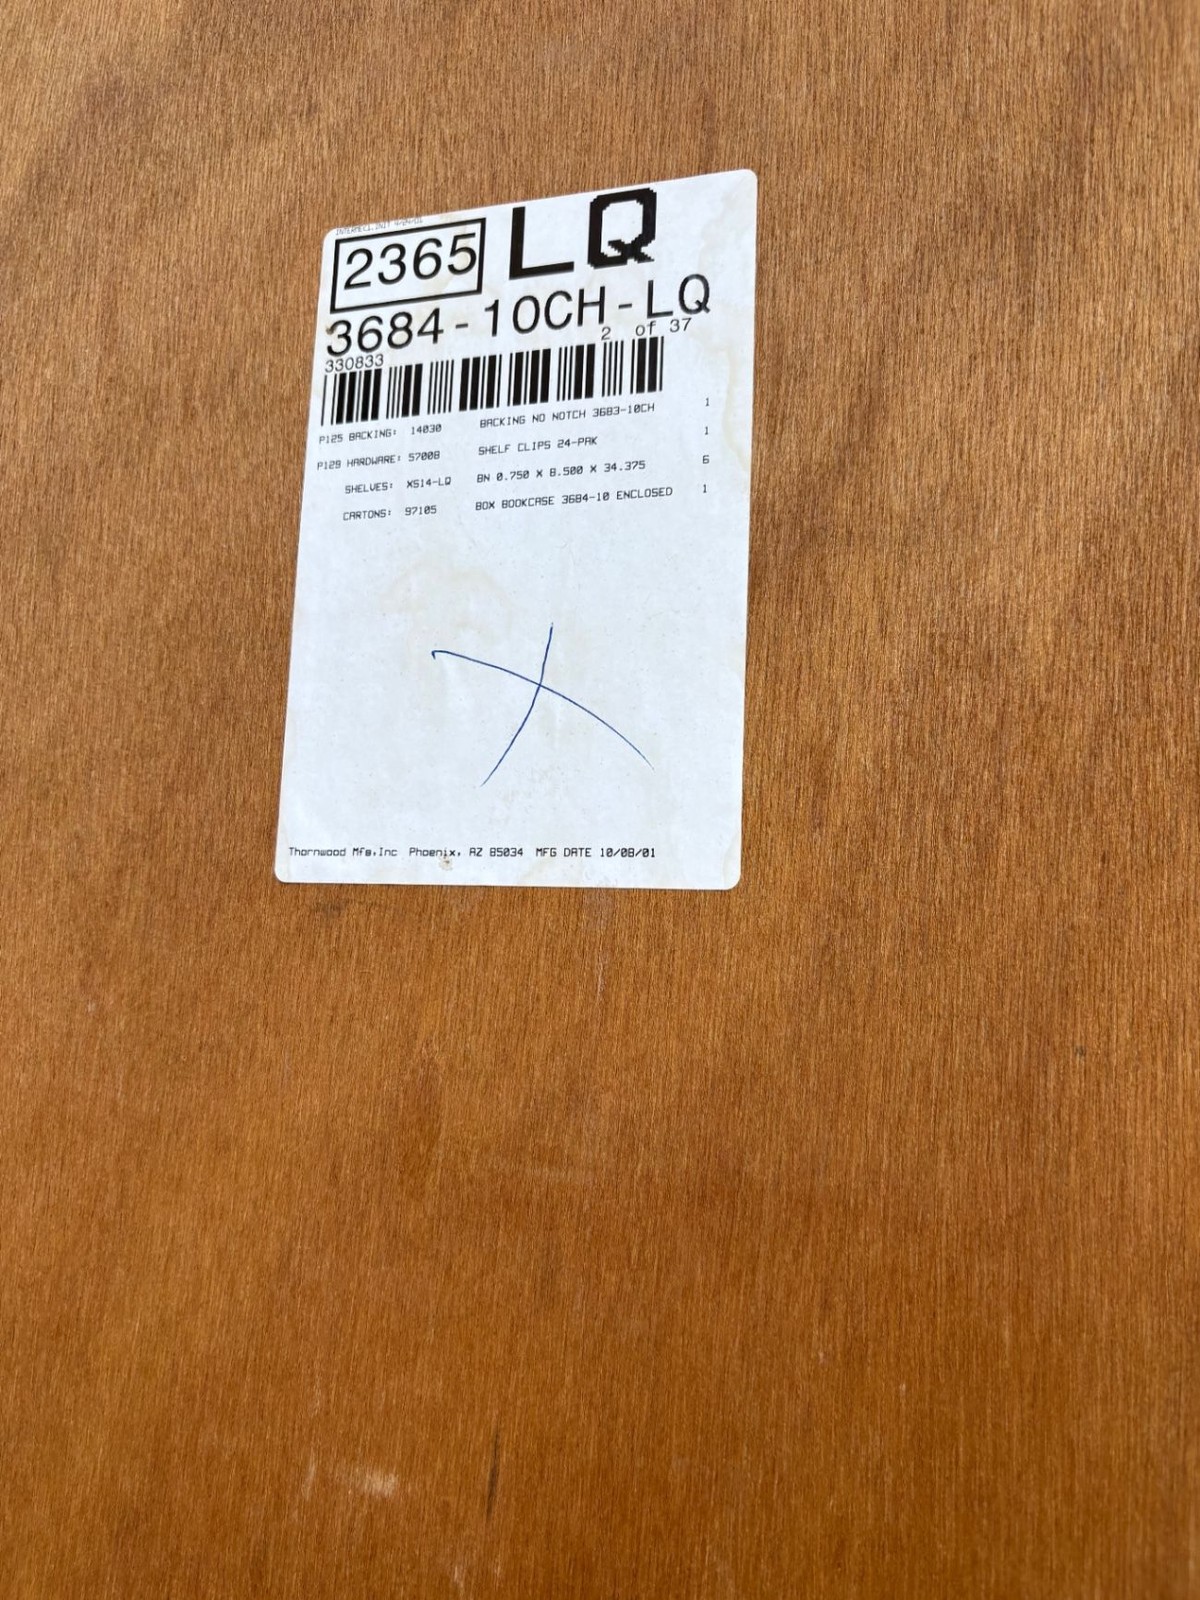 2365 LQ
3684-10CH-LQ
330833 2 of 37
P125 BACKING: 14030 BACKING NO NOTCH 3683-10CH 1
P129 HARDWARE: 57008 SHELF CLIPS 24-PAK 1
SHELVES: XS14-LQ BN 0.750 X 8.500 X 34.375 6
CARTONS: 97105 BOX BOOKCASE 3684-10 ENCLOSED 1
Thornwood Mfg,Inc Phoenix, AZ 85034 MFG DATE 10/08/01